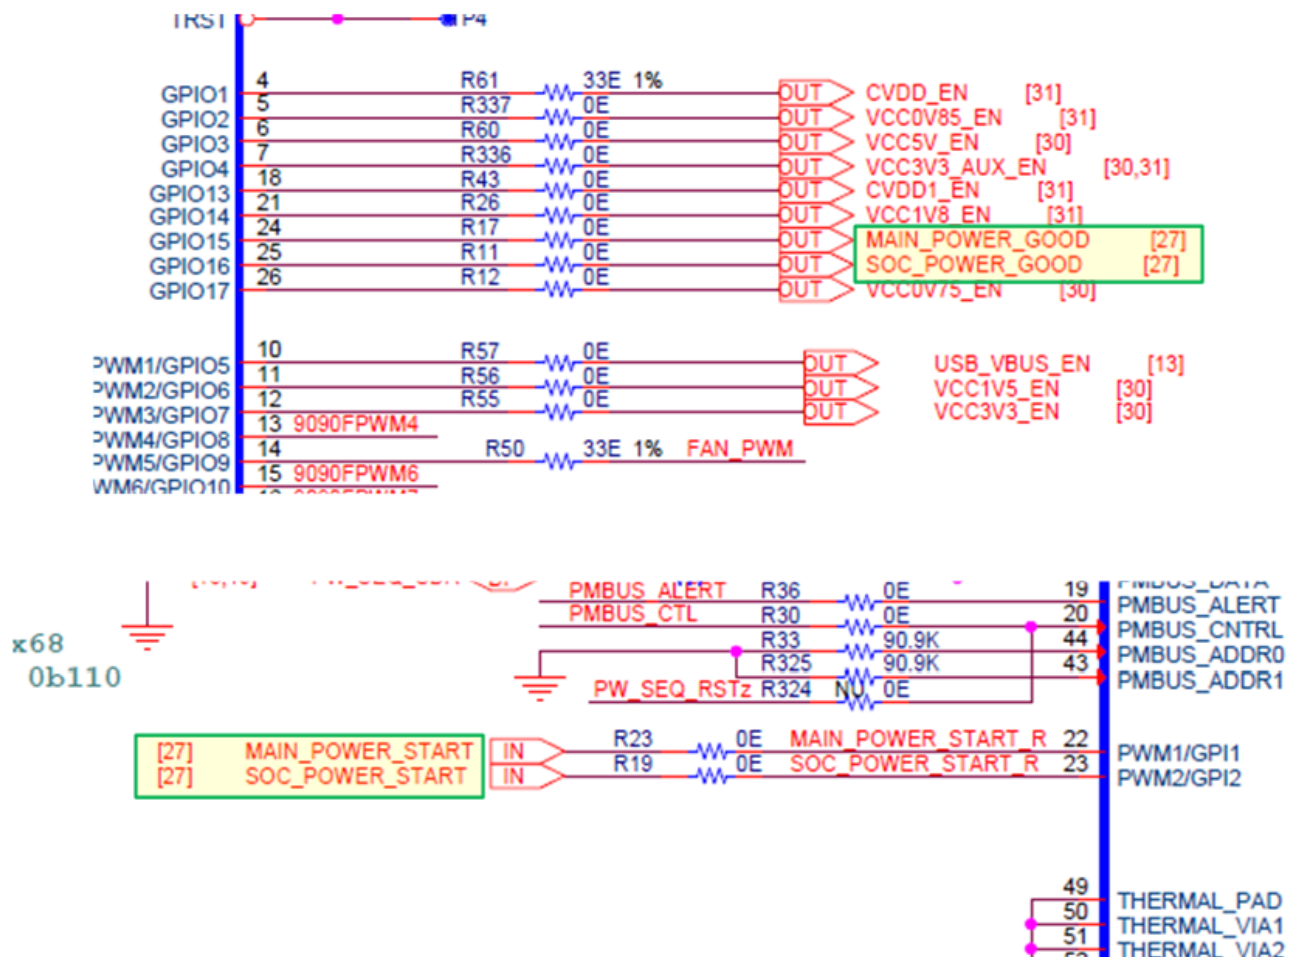 TRST TP4
GPIO1 4 R61 33E 1% OUT CVDD_EN [31]
GPIO2 5 R337 0E OUT VCC0V85_EN [31]
GPIO3 6 R60 0E OUT VCC5V_EN [30]
GPIO4 7 R336 0E OUT VCC3V3_AUX_EN [30,31]
GPIO13 18 R43 0E OUT CVDD1_EN [31]
GPIO14 21 R26 0E OUT VCC1V8_EN [31]
GPIO15 24 R17 0E OUT MAIN_POWER_GOOD [27]
GPIO16 25 R11 0E OUT SOC_POWER_GOOD [27]
GPIO17 26 R12 0E OUT VCC0V75_EN [30]
PWM1/GPIO5 10 R57 0E OUT USB_VBUS_EN [13]
PWM2/GPIO6 11 R56 0E OUT VCC1V5_EN [30]
PWM3/GPIO7 12 R55 0E OUT VCC3V3_EN [30]
PWM4/GPIO8 13 9090FPWM4
PWM5/GPIO9 14 R50 33E 1% FAN_PWM
WM6/GPIO10 15 9090FPWM6
PMBUS_DATA
PMBUS_ALERT R36 0E 19 PMBUS_ALERT
PMBUS_CTL R30 0E 20 PMBUS_CNTRL
R33 90.9K 44 PMBUS_ADDR0
R325 90.9K 43 PMBUS_ADDR1
PW_SEQ_RSTz R324 NU 0E
x68
0b110
[27] MAIN_POWER_START IN R23 0E MAIN_POWER_START_R 22 PWM1/GPI1
[27] SOC_POWER_START IN R19 0E SOC_POWER_START_R 23 PWM2/GPI2
49 THERMAL_PAD
50 THERMAL_VIA1
51 THERMAL_VIA2